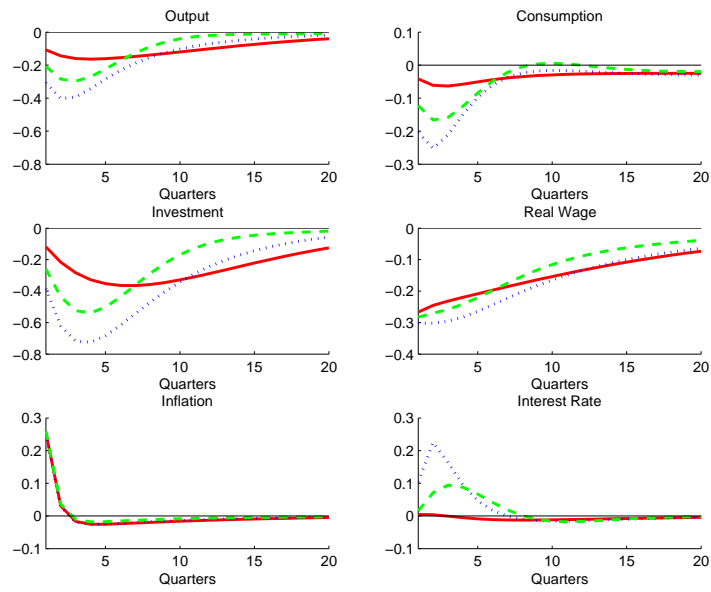 Output
0
−0.2
−0.4
−0.6
−0.8
5 10 15 20
Quarters
Consumption
0.1
0
−0.1
−0.2
−0.3
5 10 15 20
Quarters
Investment
0
−0.2
−0.4
−0.6
−0.8
5 10 15 20
Quarters
Real Wage
0
−0.1
−0.2
−0.3
−0.4
5 10 15 20
Quarters
Inflation
0.3
0.2
0.1
0
−0.1
5 10 15 20
Quarters
Interest Rate
0.3
0.2
0.1
0
−0.1
5 10 15 20
Quarters